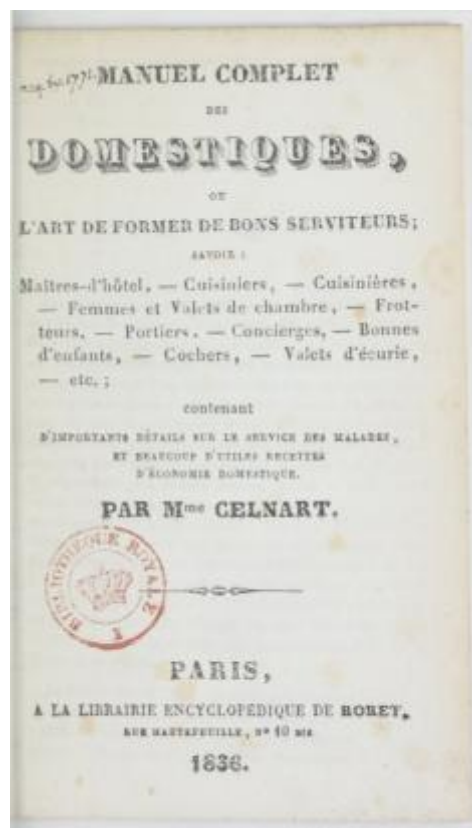 MANUEL COMPLET
DES
DOMESTIQUES,
OU
L'ART DE FORMER DE BONS SERVITEURS;
SAVOIR :
Maîtres-d'hôtel, — Cuisiniers, — Cuisinières,
— Femmes et Valets de chambre, — Frot-
teurs, — Portiers, — Concierges, — Bonnes
d'enfants, — Cochers, — Valets d'écurie,
— etc.;
contenant
D'IMPORTANTS DÉTAILS SUR LE SERVICE DES MALADES,
ET BEAUCOUP D'UTILES RECETTES
D'ÉCONOMIE DOMESTIQUE.
PAR Mme CELNART.
BIBLIOTHÈQUE ROYALE
PARIS,
A LA LIBRAIRIE ENCYCLOPÉDIQUE DE RORET,
RUE HAUTEFEUILLE, N° 10 BIS
1836.